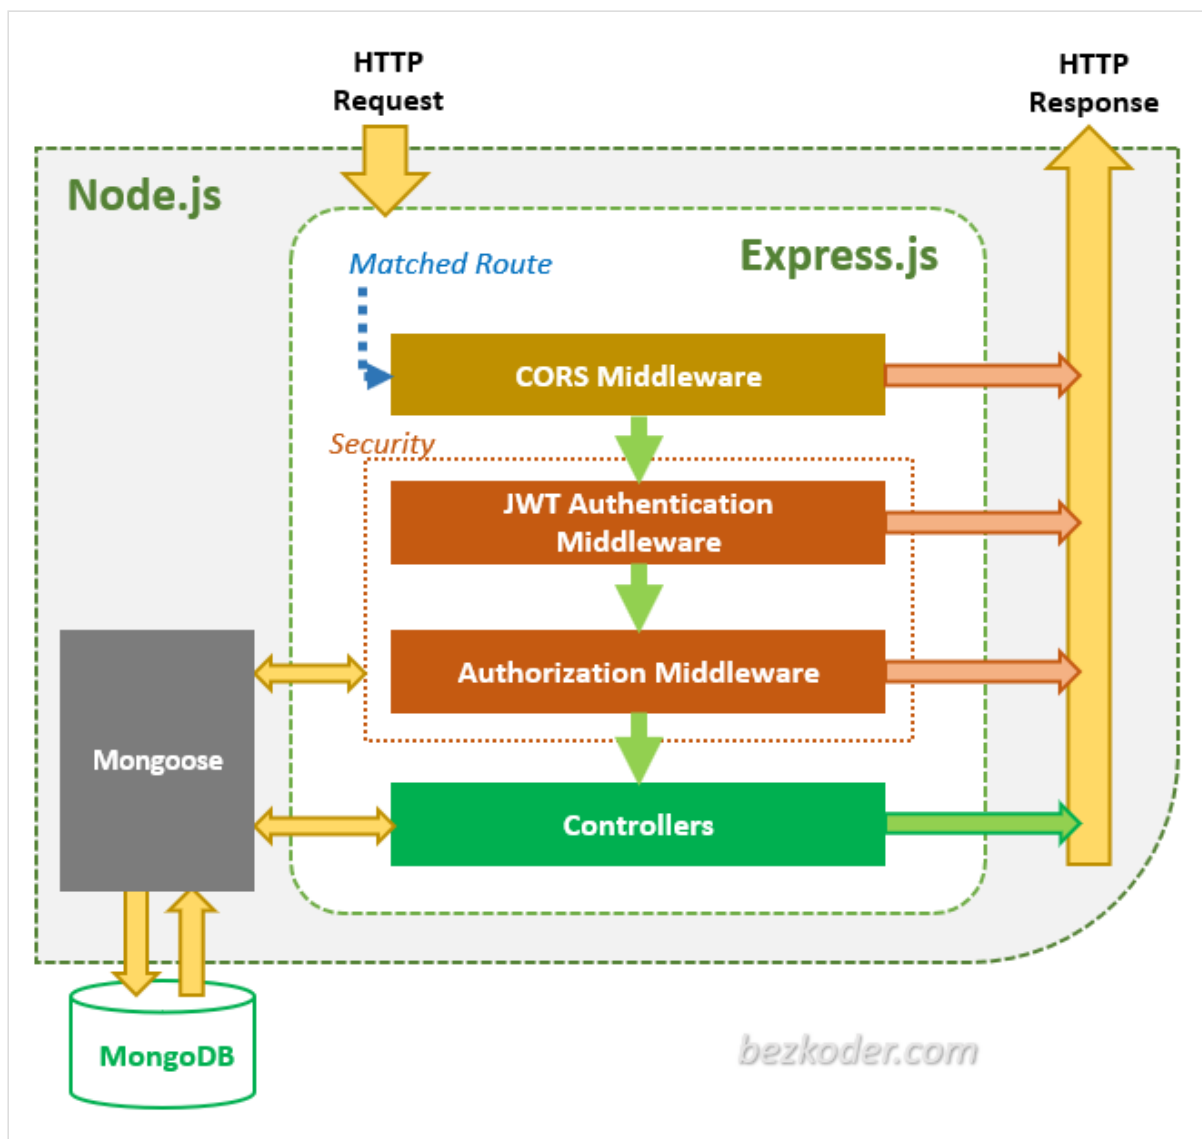 HTTP
Request
HTTP
Response
Node.js
Express.js
Matched Route
CORS Middleware
Security
JWT Authentication
Middleware
Authorization Middleware
Mongoose
Controllers
MongoDB
bezkoder.com